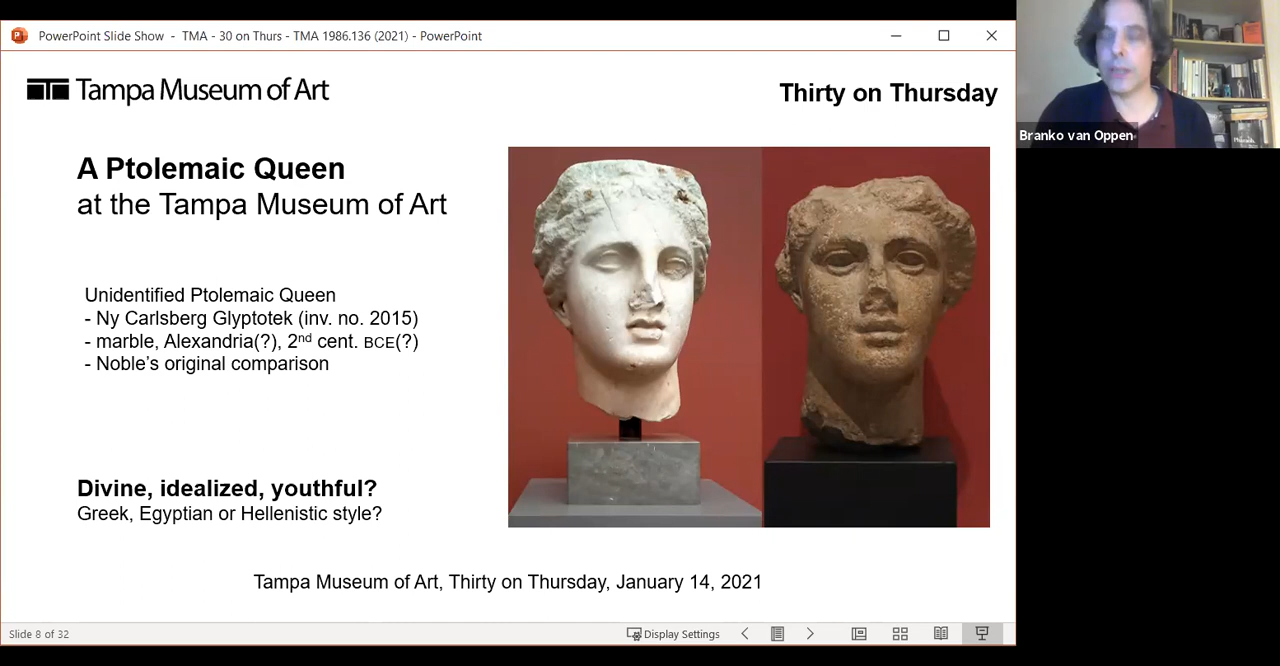 PowerPoint Slide Show - TMA - 30 on Thurs - TMA 1986.136 (2021) - PowerPoint
Tampa Museum of Art
Thirty on Thursday
A Ptolemaic Queen
at the Tampa Museum of Art
Unidentified Ptolemaic Queen
- Ny Carlsberg Glyptotek (inv. no. 2015)
- marble, Alexandria(?), 2nd cent. BCE(?)
- Noble's original comparison
Divine, idealized, youthful?
Greek, Egyptian or Hellenistic style?
Tampa Museum of Art, Thirty on Thursday, January 14, 2021
Slide 8 of 32
Display Settings
Branko van Oppen